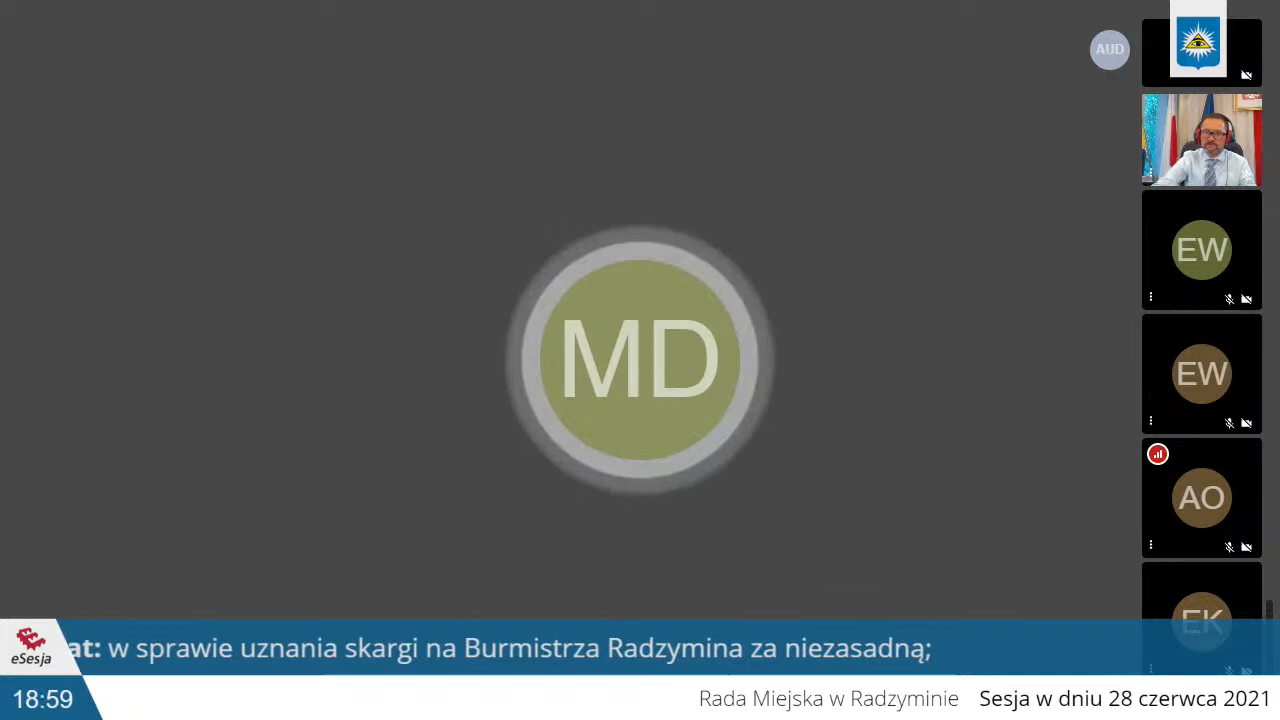 AUD
EW
EW
MD
AO
EK
at: w sprawie uznania skargi na Burmistrza Radzymina za niezasadną;
eSesja
18:59
Rada Miejska w Radzyminie Sesja w dniu 28 czerwca 2021